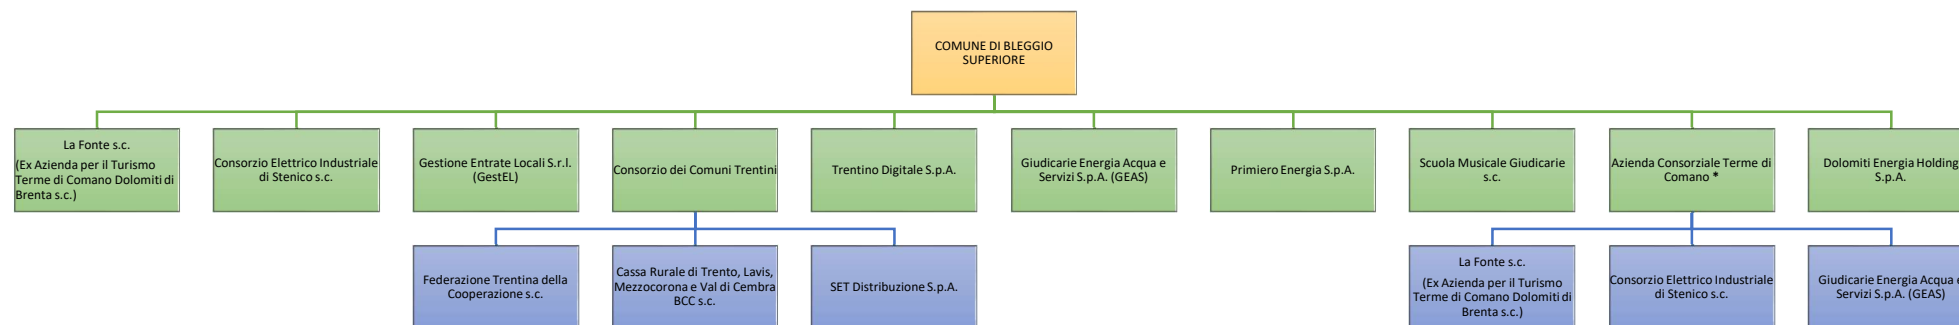 COMUNE DI BLEGGIO
SUPERIORE
La Fonte s.c.
(Ex Azienda per il Turismo
Terme di Comano Dolomiti di
Brenta s.c.)
Consorzio Elettrico Industriale
di Stenico s.c.
Gestione Entrate Locali S.r.l.
(GestEL)
Consorzio dei Comuni Trentini
Trentino Digitale S.p.A.
Giudicarie Energia Acqua e
Servizi S.p.A. (GEAS)
Primiero Energia S.p.A.
Scuola Musicale Giudicarie
s.c.
Azienda Consorziale Terme di
Comano *
Dolomiti Energia Holding
S.p.A.
Federazione Trentina della
Cooperazione s.c.
Cassa Rurale di Trento, Lavis,
Mezzocorona e Val di Cembra
BCC s.c.
SET Distribuzione S.p.A.
La Fonte s.c.
(Ex Azienda per il Turismo
Terme di Comano Dolomiti di
Brenta s.c.)
Consorzio Elettrico Industriale
di Stenico s.c.
Giudicarie Energia Acqua e
Servizi S.p.A. (GEAS)